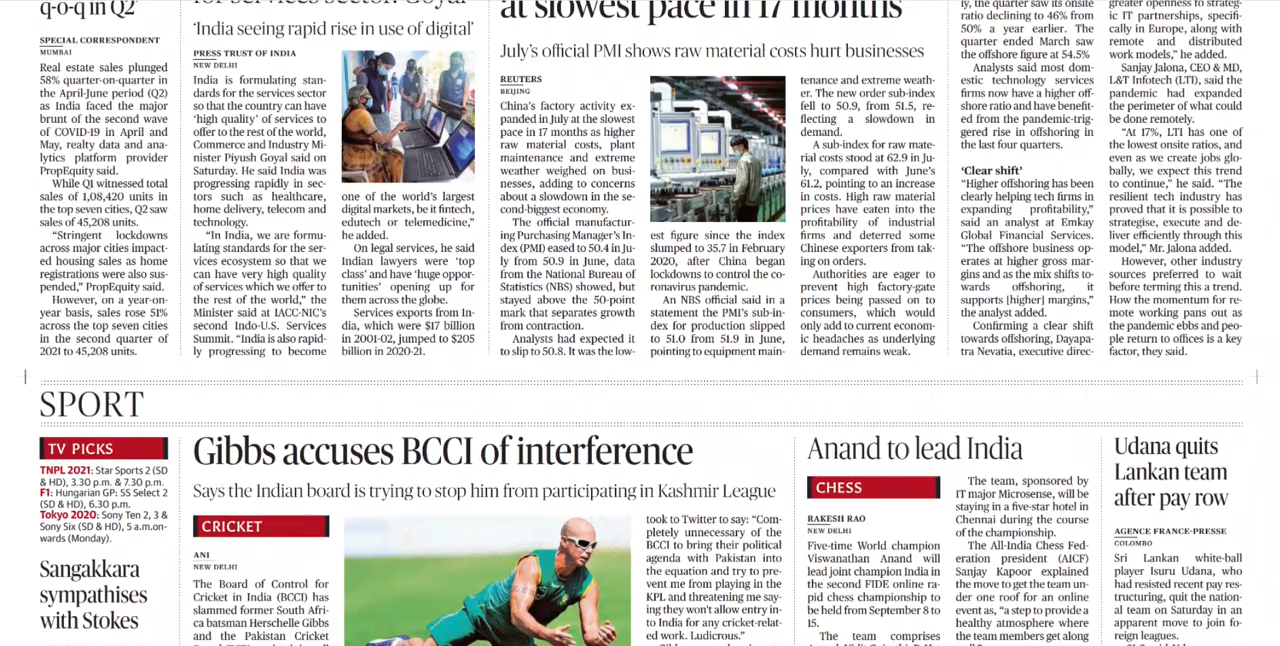 q-o-q in Q2'
SPECIAL CORRESPONDENT
MUMBAI
Real estate sales plunged
58% quarter-on-quarter in
the April-June period (Q2)
as India faced the major
brunt of the second wave
of COVID-19 in April and
May, realty data and ana-
lytics platform provider
PropEquity said.
While Q1 witnessed total
sales of 1,08,420 units in
the top seven cities, Q2 saw
sales of 45,208 units.
“Stringent lockdowns
across major cities impact-
ed housing sales as home
registrations were also sus-
pended,” PropEquity said.
However, on a year-on-
year basis, sales rose 51%
across the top seven cities
in the second quarter of
2021 to 45,208 units.
for services sector: Goyal
‘India seeing rapid rise in use of digital’
PRESS TRUST OF INDIA
NEW DELHI
India is formulating stan-
dards for the services sector
so that the country can have
‘high quality’ of services to
offer to the rest of the world,
Commerce and Industry Mi-
nister Piyush Goyal said on
Saturday. He said India was
progressing rapidly in sec-
tors such as healthcare,
home delivery, telecom and
technology.
“In India, we are formu-
lating standards for the ser-
vices ecosystem so that we
can have very high quality
of services which we offer to
the rest of the world,” the
Minister said at IACC-NIC’s
second Indo-U.S. Services
Summit. “India is also rapid-
ly progressing to become
one of the world’s largest
digital markets, be it fintech,
edutech or telemedicine,”
he added.
On legal services, he said
Indian lawyers were ‘top
class’ and have ‘huge oppor-
tunities’ opening up for
them across the globe.
Services exports from In-
dia, which were $17 billion
in 2001-02, jumped to $205
billion in 2020-21.
at slowest pace in 17 months
July’s official PMI shows raw material costs hurt businesses
REUTERS
BEIJING
China’s factory activity ex-
panded in July at the slowest
pace in 17 months as higher
raw material costs, plant
maintenance and extreme
weather weighed on busi-
nesses, adding to concerns
about a slowdown in the se-
cond-biggest economy.
The official manufactur-
ing Purchasing Manager’s In-
dex (PMI) eased to 50.4 in Ju-
ly from 50.9 in June, data
from the National Bureau of
Statistics (NBS) showed, but
stayed above the 50-point
mark that separates growth
from contraction.
Analysts had expected it
to slip to 50.8. It was the low-
est figure since the index
slumped to 35.7 in February
2020, after China began
lockdowns to control the co-
ronavirus pandemic.
An NBS official said in a
statement the PMI’s sub-in-
dex for production slipped
to 51.0 from 51.9 in June,
pointing to equipment main-
tenance and extreme weath-
er. The new order sub-index
fell to 50.9, from 51.5, re-
flecting a slowdown in
demand.
A sub-index for raw mate-
rial costs stood at 62.9 in Ju-
ly, compared with June’s
61.2, pointing to an increase
in costs. High raw material
prices have eaten into the
profitability of industrial
firms and deterred some
Chinese exporters from tak-
ing on orders.
Authorities are eager to
prevent high factory-gate
prices being passed on to
consumers, which would
only add to current econom-
ic headaches as underlying
demand remains weak.
ly, the quarter saw its onsite
ratio declining to 46% from
50% a year earlier. The
quarter ended March saw
the offshore figure at 54.5%
Analysts said most dom-
estic technology services
firms now have a higher off-
shore ratio and have benefit-
ed from the pandemic-trig-
gered rise in offshoring in
the last four quarters.
‘Clear shift’
“Higher offshoring has been
clearly helping tech firms in
expanding profitability,”
said an analyst at Emkay
Global Financial Services.
“The offshore business op-
erates at higher gross mar-
gins and as the mix shifts to-
wards offshoring, it
supports [higher] margins,”
the analyst added.
Confirming a clear shift
towards offshoring, Dayapa-
tra Nevatia, executive direc-
greater openness to strateg-
ic IT partnerships, specifi-
cally in Europe, along with
remote and distributed
work models,” he added.
Sanjay Jalona, CEO & MD,
L&T Infotech (LTI), said the
pandemic had expanded
the perimeter of what could
be done remotely.
“At 17%, LTI has one of
the lowest onsite ratios, and
even as we create jobs glo-
bally, we expect this trend
to continue,” he said. “The
resilient tech industry has
proved that it is possible to
strategise, execute and de-
liver efficiently through this
model,” Mr. Jalona added.
However, other industry
sources preferred to wait
before terming this a trend.
How the momentum for re-
mote working pans out as
the pandemic ebbs and peo-
ple return to offices is a key
factor, they said.
SPORT
TV PICKS
TNPL 2021: Star Sports 2 (SD
& HD), 3.30 p.m. & 7.30 p.m.
F1: Hungarian GP: SS Select 2
(SD & HD), 6.30 p.m.
Tokyo 2020: Sony Ten 2, 3 &
Sony Six (SD & HD), 5 a.m.on-
wards (Monday).
Sangakkara
sympathises
with Stokes
Gibbs accuses BCCI of interference
Says the Indian board is trying to stop him from participating in Kashmir League
CRICKET
ANI
NEW DELHI
The Board of Control for
Cricket in India (BCCI) has
slammed former South Afri-
ca batsman Herschelle Gibbs
and the Pakistan Cricket
took to Twitter to say: “Com-
pletely unnecessary of the
BCCI to bring their political
agenda with Pakistan into
the equation and try to pre-
vent me from playing in the
KPL and threatening me say-
ing they won’t allow entry in-
to India for any cricket-relat-
ed work. Ludicrous.”
Anand to lead India
CHESS
RAKESH RAO
NEW DELHI
Five-time World champion
Viswanathan Anand will
lead joint champion India in
the second FIDE online ra-
pid chess championship to
be held from September 8 to
15.
The team comprises
The team, sponsored by
IT major Microsense, will be
staying in a five-star hotel in
Chennai during the course
of the championship.
The All-India Chess Fed-
eration president (AICF)
Sanjay Kapoor explained
the move to get the team un-
der one roof for an online
event as, “a step to provide a
healthy atmosphere where
the team members get along
Udana quits
Lankan team
after pay row
AGENCE FRANCE-PRESSE
COLOMBO
Sri Lankan white-ball
player Isuru Udana, who
had resisted recent pay res-
tructuring, quit the nation-
al team on Saturday in an
apparent move to join fo-
reign leagues.